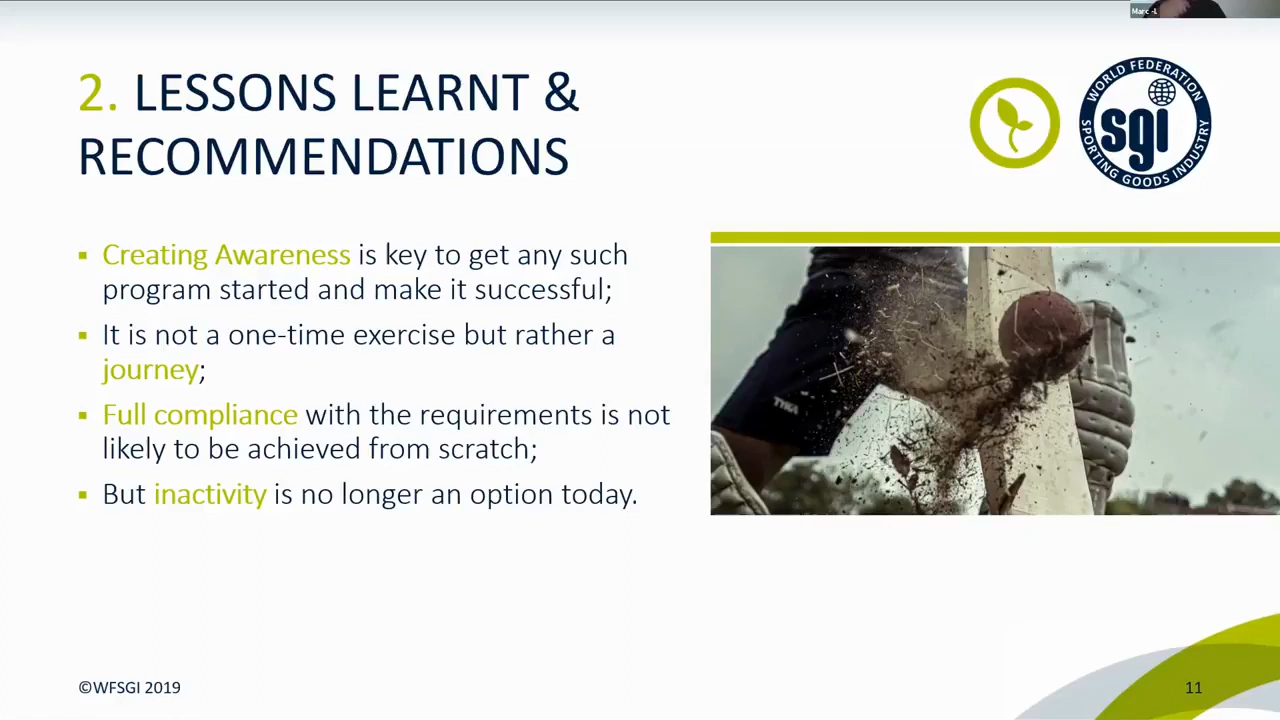 Marc -L
2. LESSONS LEARNT &
RECOMMENDATIONS
WORLD FEDERATION
sgi
SPORTING GOODS INDUSTRY
▪ Creating Awareness is key to get any such
program started and make it successful;
▪ It is not a one-time exercise but rather a
journey;
▪ Full compliance with the requirements is not
likely to be achieved from scratch;
▪ But inactivity is no longer an option today.
TYKA
©WFSGI 2019
11